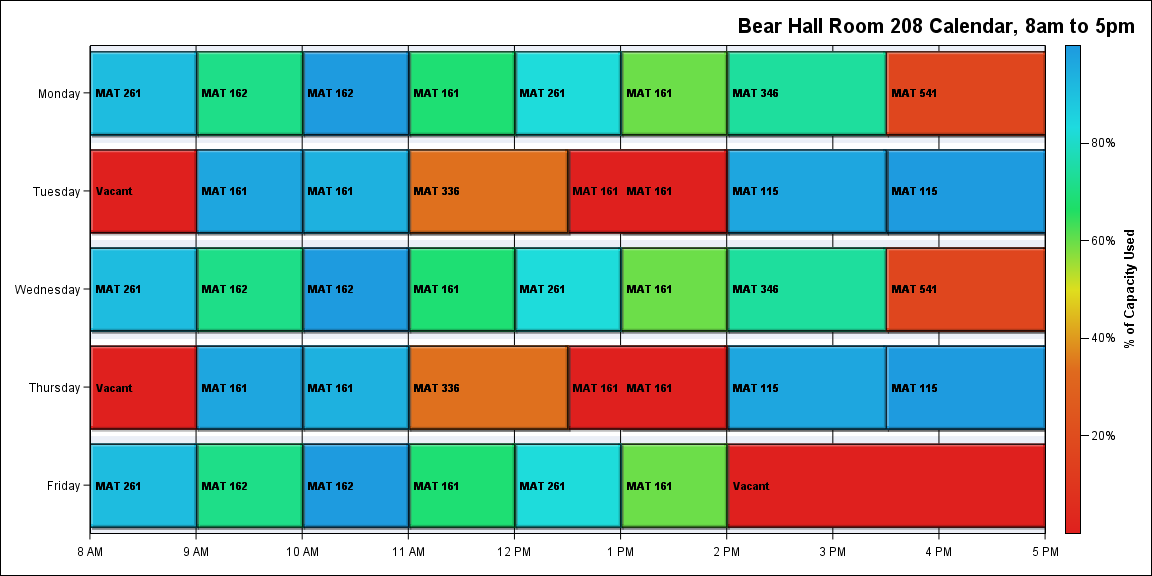 Bear Hall Room 208 Calendar, 8am to 5pm
Monday
MAT 261
MAT 162
MAT 162
MAT 161
MAT 261
MAT 161
MAT 346
MAT 541
Tuesday
Vacant
MAT 161
MAT 161
MAT 336
MAT 161
MAT 161
MAT 115
MAT 115
Wednesday
MAT 261
MAT 162
MAT 162
MAT 161
MAT 261
MAT 161
MAT 346
MAT 541
Thursday
Vacant
MAT 161
MAT 161
MAT 336
MAT 161
MAT 161
MAT 115
MAT 115
Friday
MAT 261
MAT 162
MAT 162
MAT 161
MAT 261
MAT 161
Vacant
8 AM
9 AM
10 AM
11 AM
12 PM
1 PM
2 PM
3 PM
4 PM
5 PM
80%
60%
40%
20%
% of Capacity Used